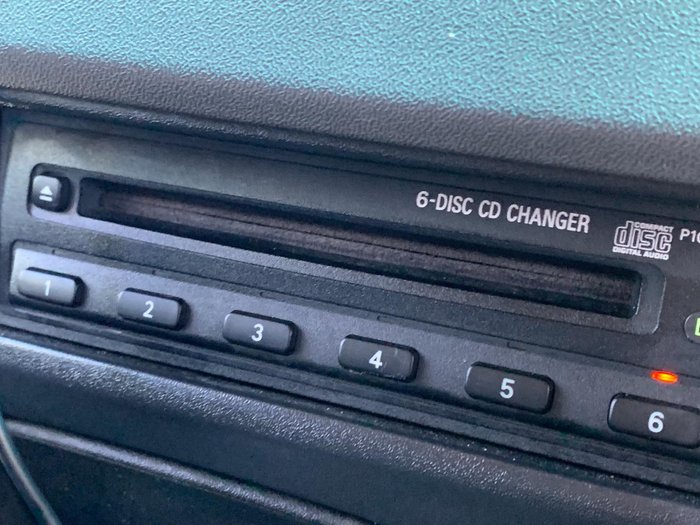 6-DISC CD CHANGER
COMPACT
disc
DIGITAL AUDIO
1 2 3 4 5 6